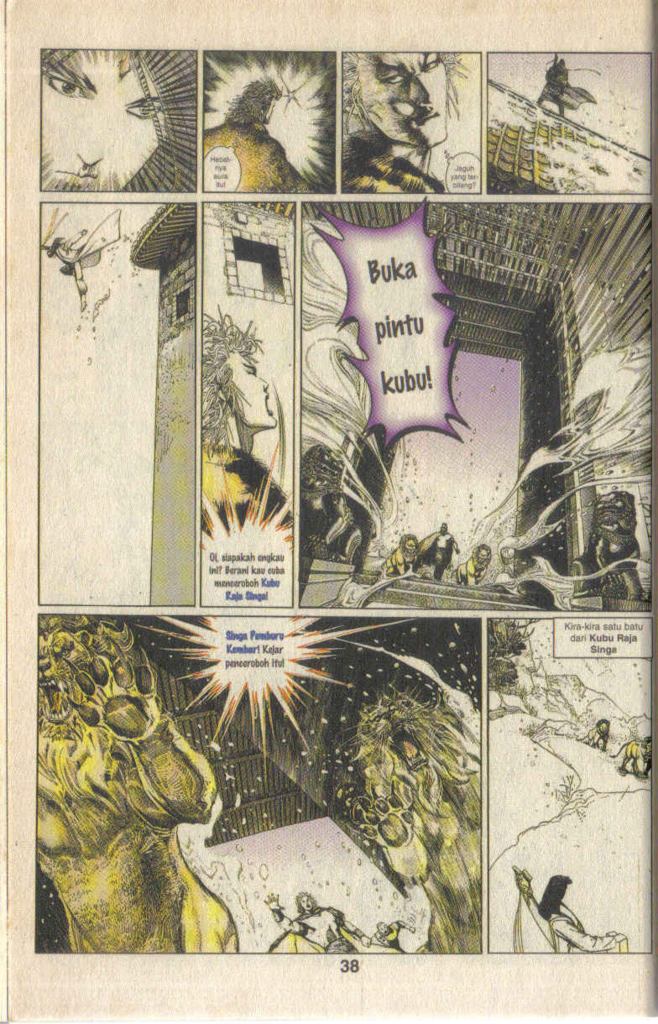 Hebat-
nya
aura
itu!
Jaguh
yang ter-
bilang?
Buka
pintu
kubu!
Oi, siapakah engkau
ini? Berani kau cuba
menceroboh Kubu
Raja Singa!
Singa Pemburu
Kembar! Kejar
penceroboh itu!
Kira-kira satu batu
dari Kubu Raja
Singa
38